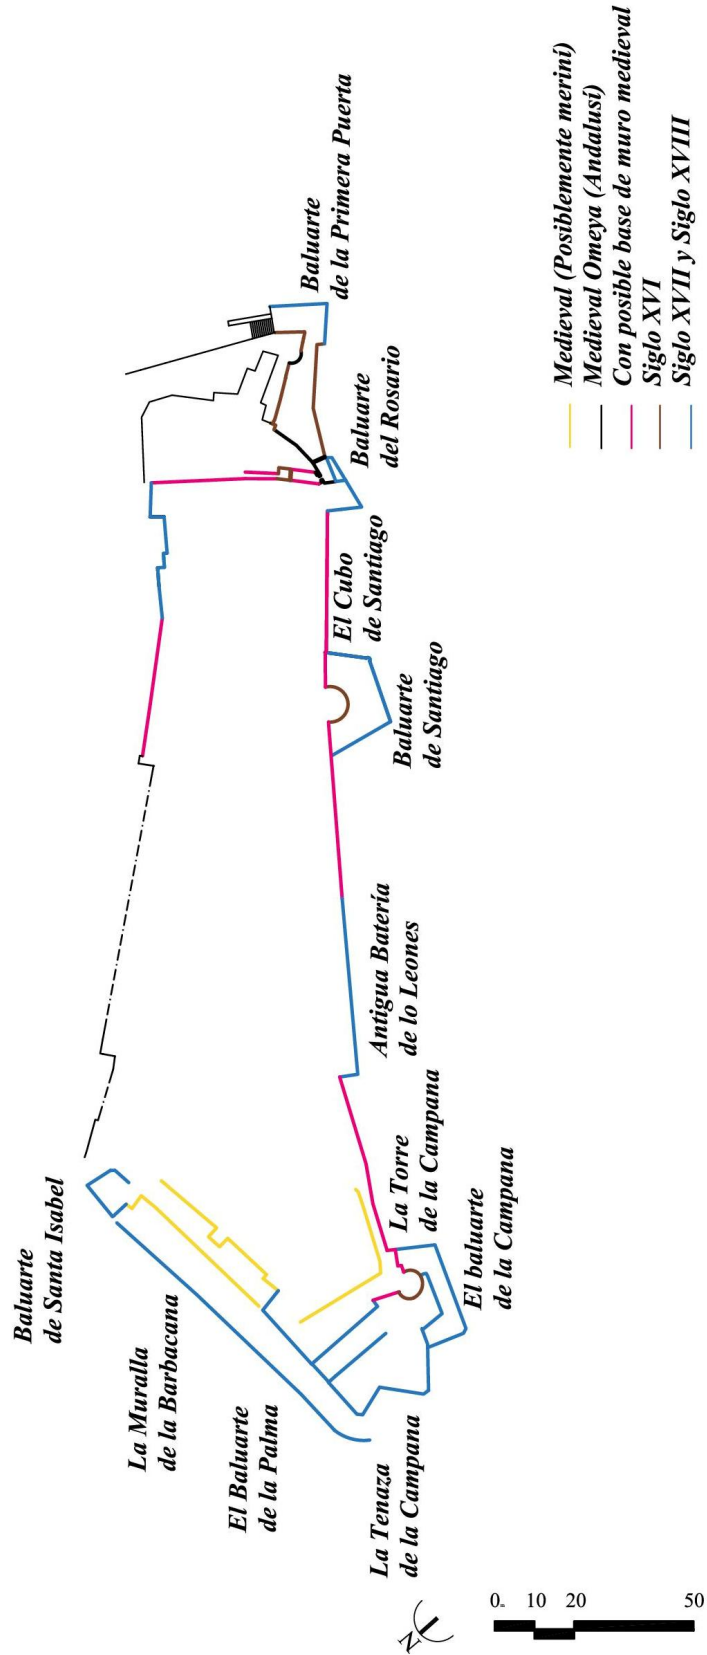 Baluarte
de Santa Isabel
La Muralla
de la Barbacana
El Baluarte
de la Palma
La Tenaza
de la Campana
La Torre
de la Campana
El baluarte
de la Campana
Antigua Batería
de lo Leones
Baluarte
de Santiago
El Cubo
de Santiago
Baluarte
del Rosario
Baluarte
de la Primera Puerta
Medieval (Posiblemente meriní)
Medieval Omeya (Andalusí)
Con posible base de muro medieval
Siglo XVI
Siglo XVII y Siglo XVIII
N
0m 10 20 50